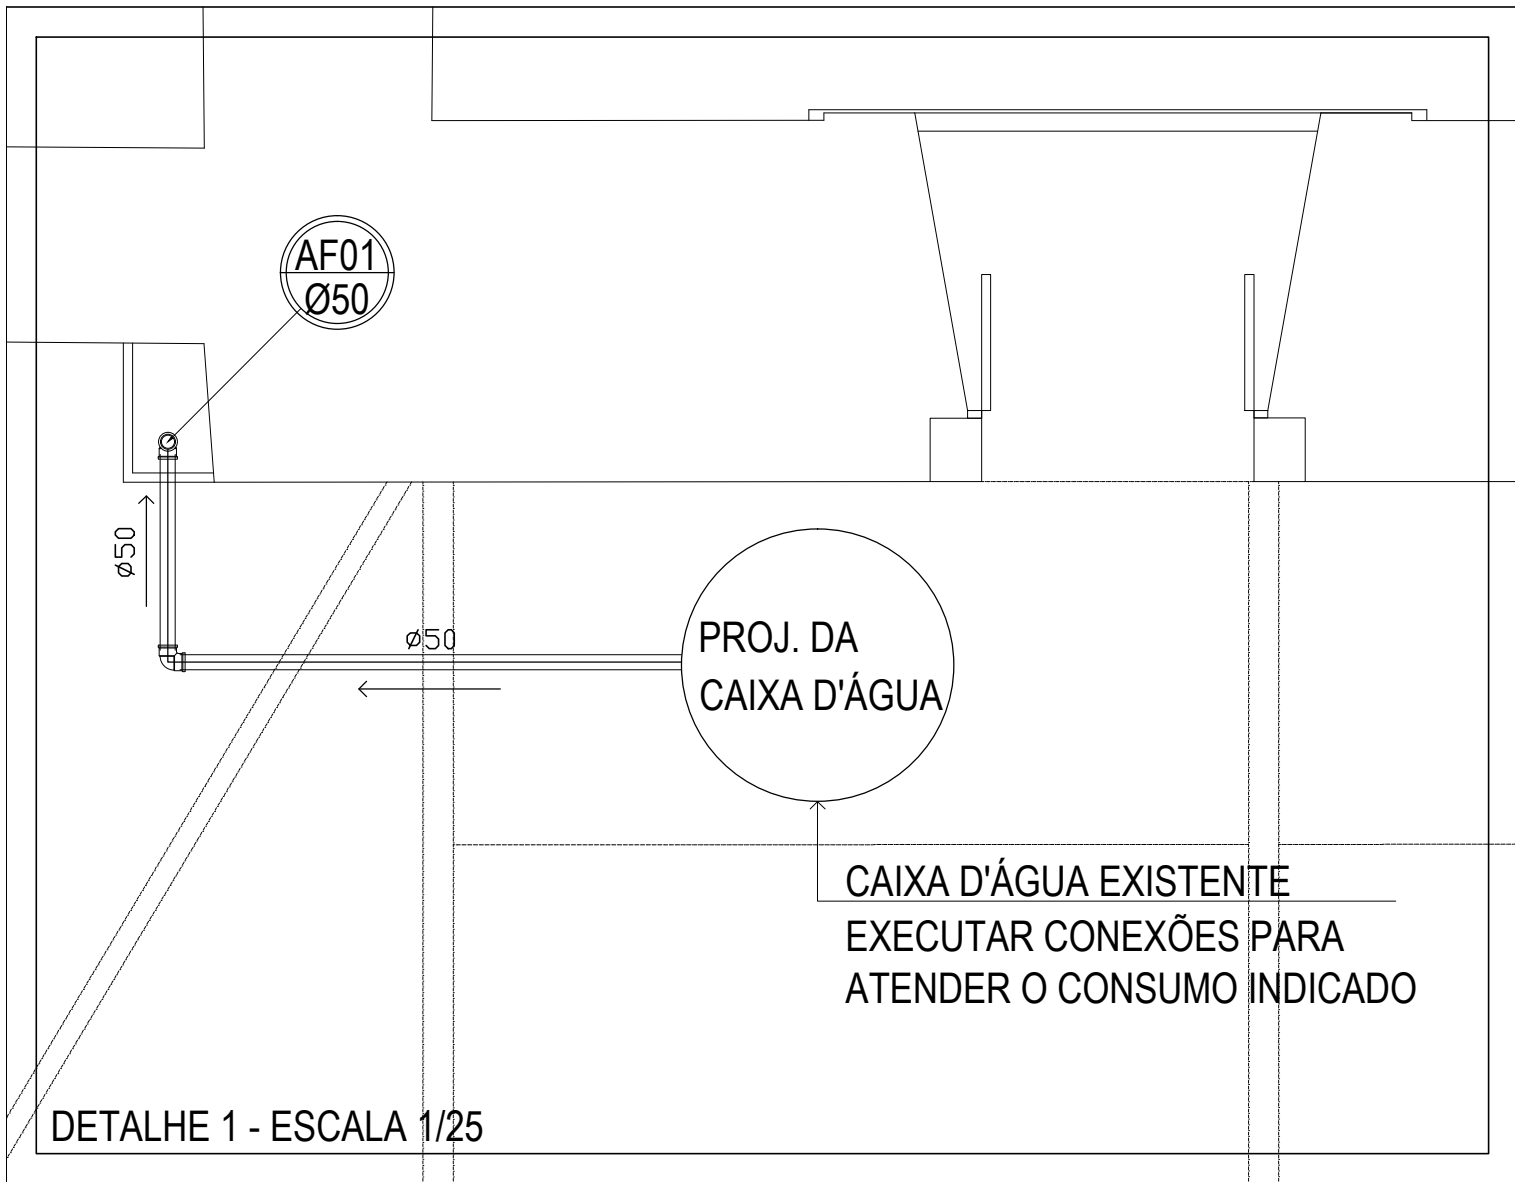 AF01
Ø50
ø50
ø50
PROJ. DA
CAIXA D'ÁGUA
CAIXA D'ÁGUA EXISTENTE
EXECUTAR CONEXÕES PARA
ATENDER O CONSUMO INDICADO
DETALHE 1 - ESCALA 1/25